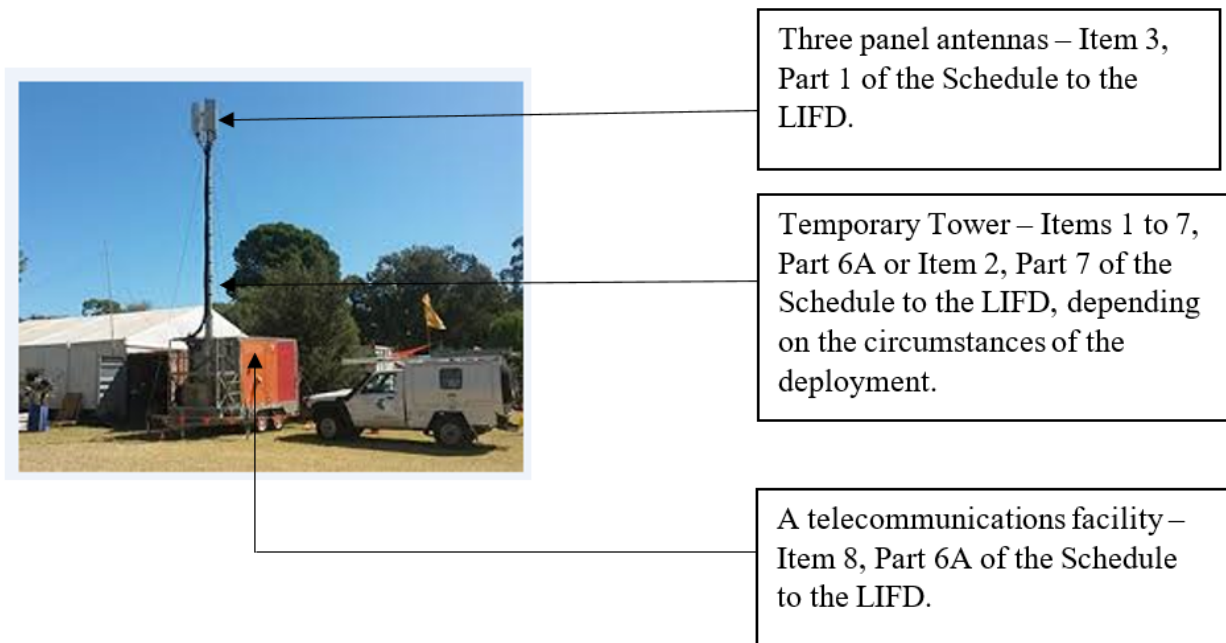 Three panel antennas – Item 3,
Part 1 of the Schedule to the
LIFD.
Temporary Tower – Items 1 to 7,
Part 6A or Item 2, Part 7 of the
Schedule to the LIFD, depending
on the circumstances of the
deployment.
A telecommunications facility –
Item 8, Part 6A of the Schedule
to the LIFD.